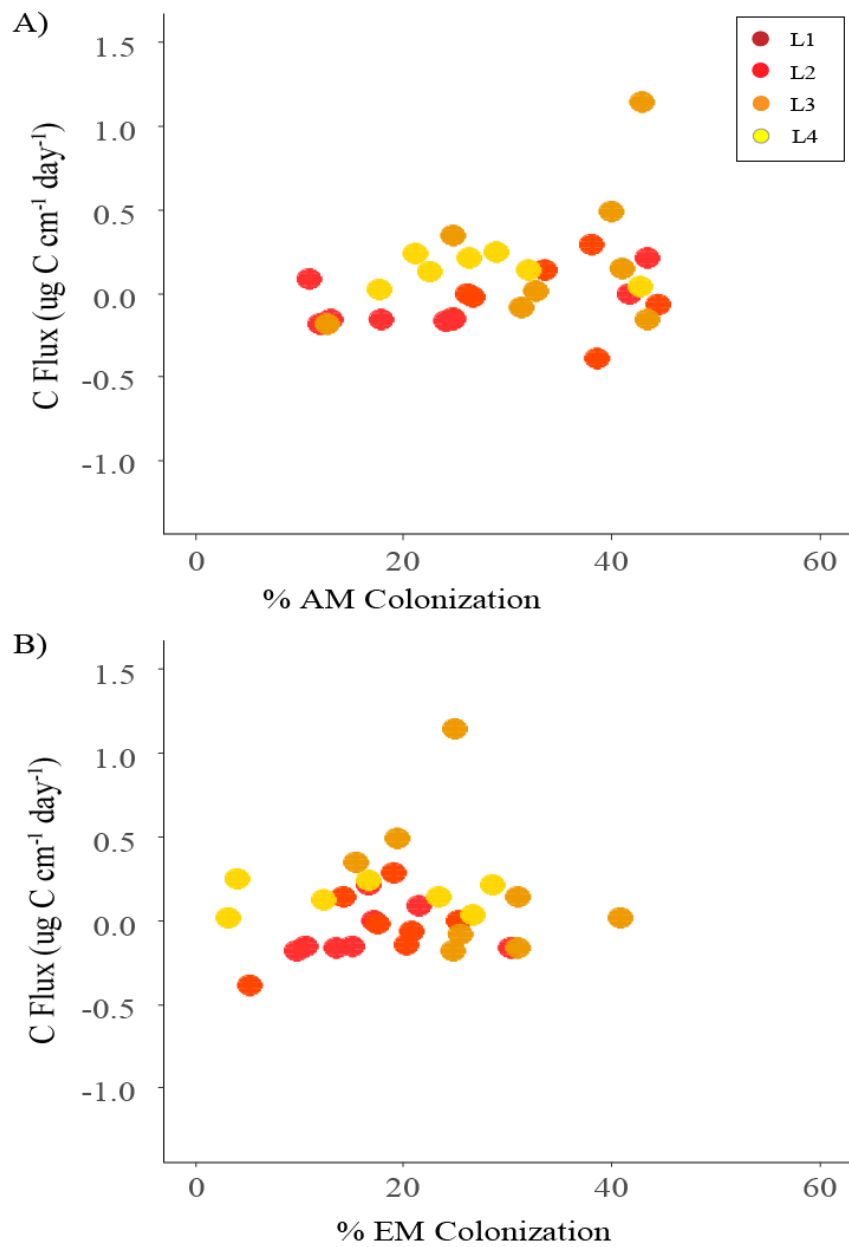 A)
1.5
1.0
0.5
0.0
-0.5
-1.0
C Flux (ug C cm⁻¹ day⁻¹)
L1
L2
L3
L4
0 20 40 60
% AM Colonization
B)
1.5
1.0
0.5
0.0
-0.5
-1.0
C Flux (ug C cm⁻¹ day⁻¹)
0 20 40 60
% EM Colonization